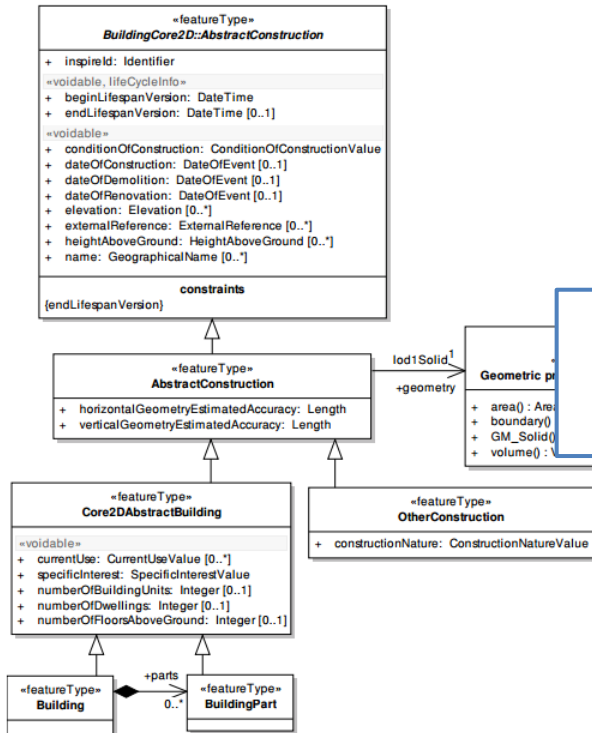 «featureType»
BuildingCore2D::AbstractConstruction
+ inspireId: Identifier
«voidable, lifeCycleInfo»
+ beginLifespanVersion: DateTime
+ endLifespanVersion: DateTime [0..1]
«voidable»
+ conditionOfConstruction: ConditionOfConstructionValue
+ dateOfConstruction: DateOfEvent [0..1]
+ dateOfDemolition: DateOfEvent [0..1]
+ dateOfRenovation: DateOfEvent [0..1]
+ elevation: Elevation [0..*]
+ externalReference: ExternalReference [0..*]
+ heightAboveGround: HeightAboveGround [0..*]
+ name: GeographicalName [0..*]
constraints
{endLifespanVersion}
«featureType»
AbstractConstruction
+ horizontalGeometryEstimatedAccuracy: Length
+ verticalGeometryEstimatedAccuracy: Length
lod1Solid 1
+geometry
Geometric
+ area() :
+ boundary()
+ GM_Solid()
+ volume() :
«featureType»
Core2DAbstractBuilding
«voidable»
+ currentUse: CurrentUseValue [0..*]
+ specificInterest: SpecificInterestValue
+ numberOfBuildingUnits: Integer [0..1]
+ numberOfDwellings: Integer [0..1]
+ numberOfFloorsAboveGround: Integer [0..1]
«featureType»
OtherConstruction
+ constructionNature: ConstructionNatureValue
«featureType»
Building
+parts
0..*
«featureType»
BuildingPart